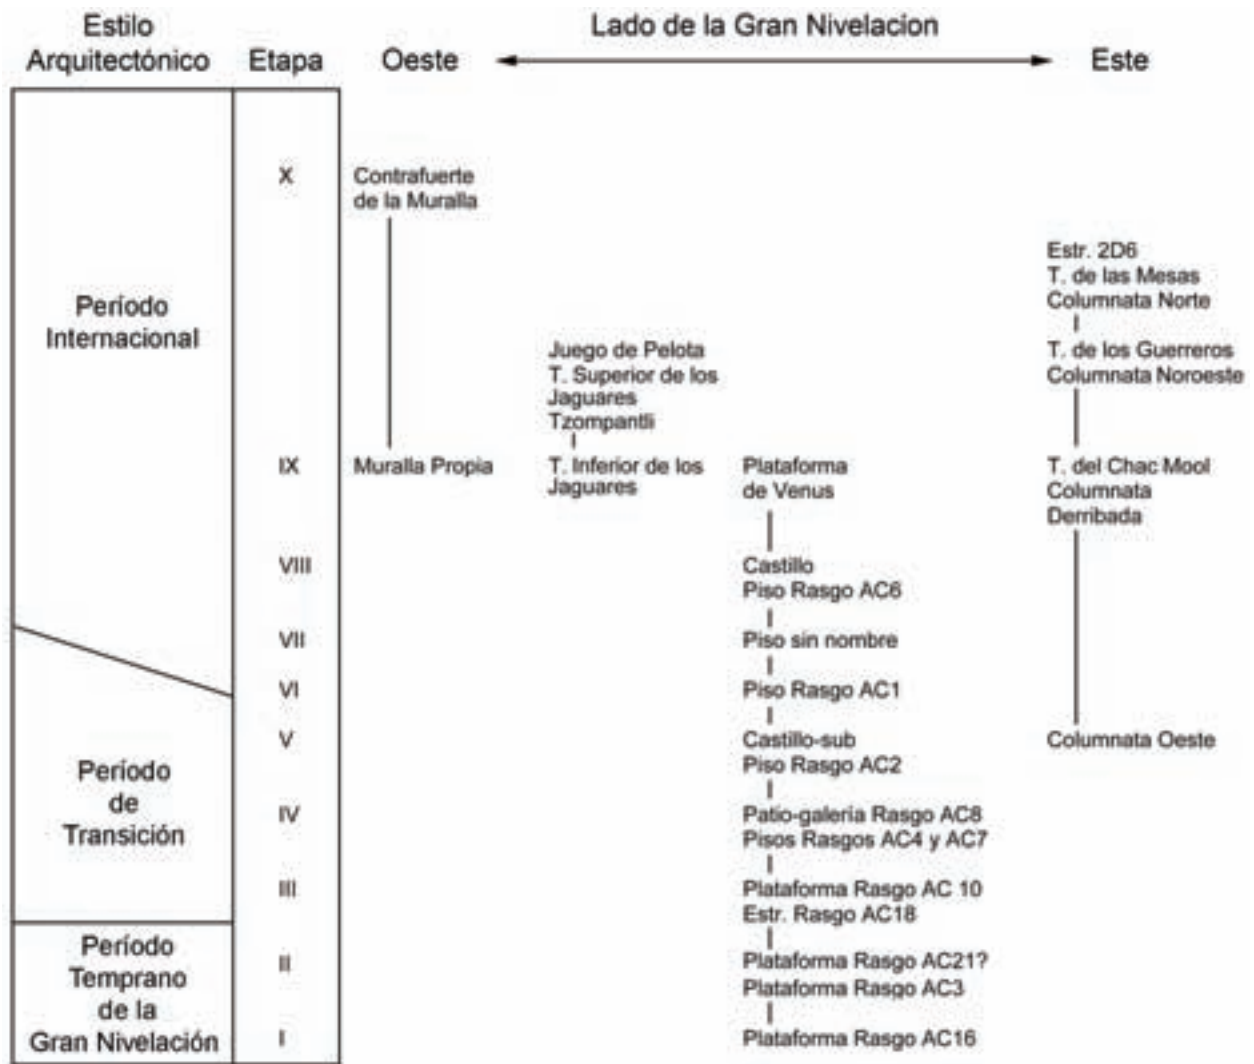 Estilo
Arquitectónico
Etapa
Lado de la Gran Nivelacion
Oeste
Este
Período
Internacional
Período
de
Transición
Período
Temprano
de la
Gran Nivelación
X
IX
VIII
VII
VI
V
IV
III
II
I
Contrafuerte
de la Muralla
Muralla Propia
Juego de Pelota
T. Superior de los
Jaguares
Tzompantli
T. Inferior de los
Jaguares
Plataforma
de Venus
Castillo
Piso Rasgo AC6
Piso sin nombre
Piso Rasgo AC1
Castillo-sub
Piso Rasgo AC2
Patio-galería Rasgo AC8
Pisos Rasgos AC4 y AC7
Plataforma Rasgo AC 10
Estr. Rasgo AC18
Plataforma Rasgo AC21?
Plataforma Rasgo AC3
Plataforma Rasgo AC16
Estr. 2D6
T. de las Mesas
Columnata Norte
T. de los Guerreros
Columnata Noroeste
T. del Chac Mool
Columnata
Derribada
Columnata Oeste